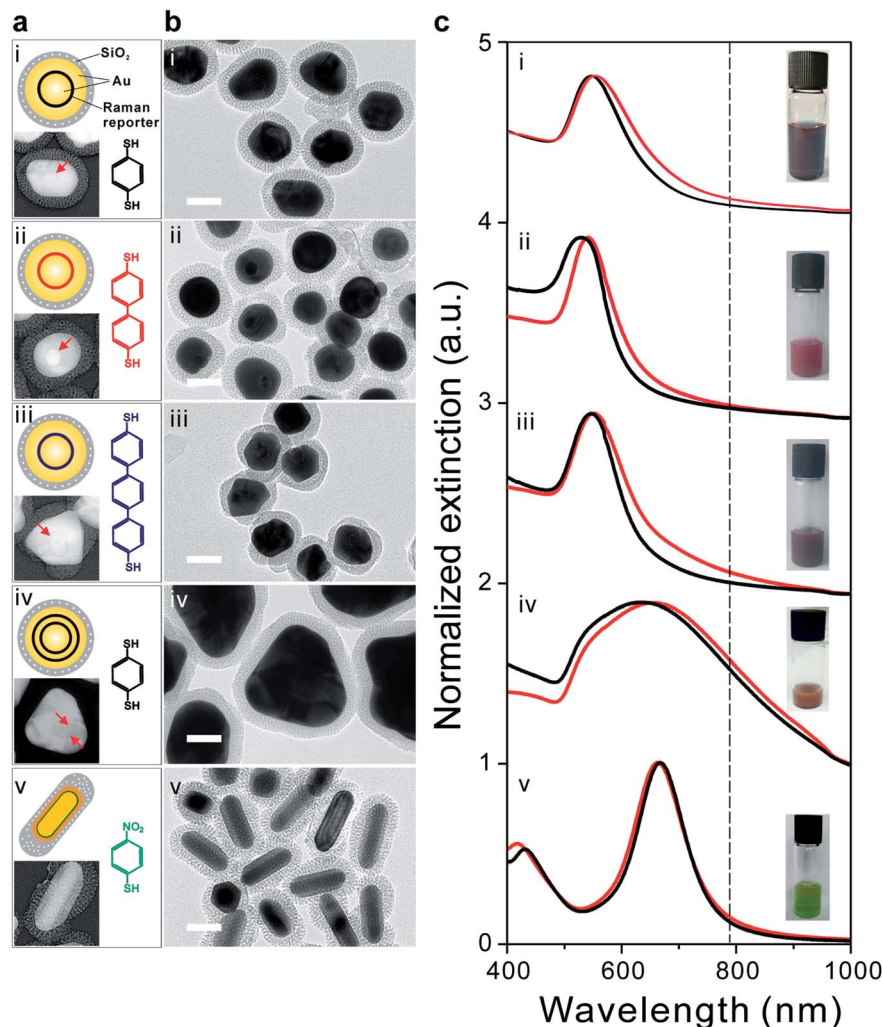 a
b
c
i
SiO₂
Au
Raman
reporter
SH
SH
ii
SH
SH
iii
SH
SH
iv
SH
SH
v
NO₂
SH
i
ii
iii
iv
v
Normalized extinction (a.u.)
5
4
3
2
1
0
i
ii
iii
iv
v
400 600 800 1000
Wavelength (nm)